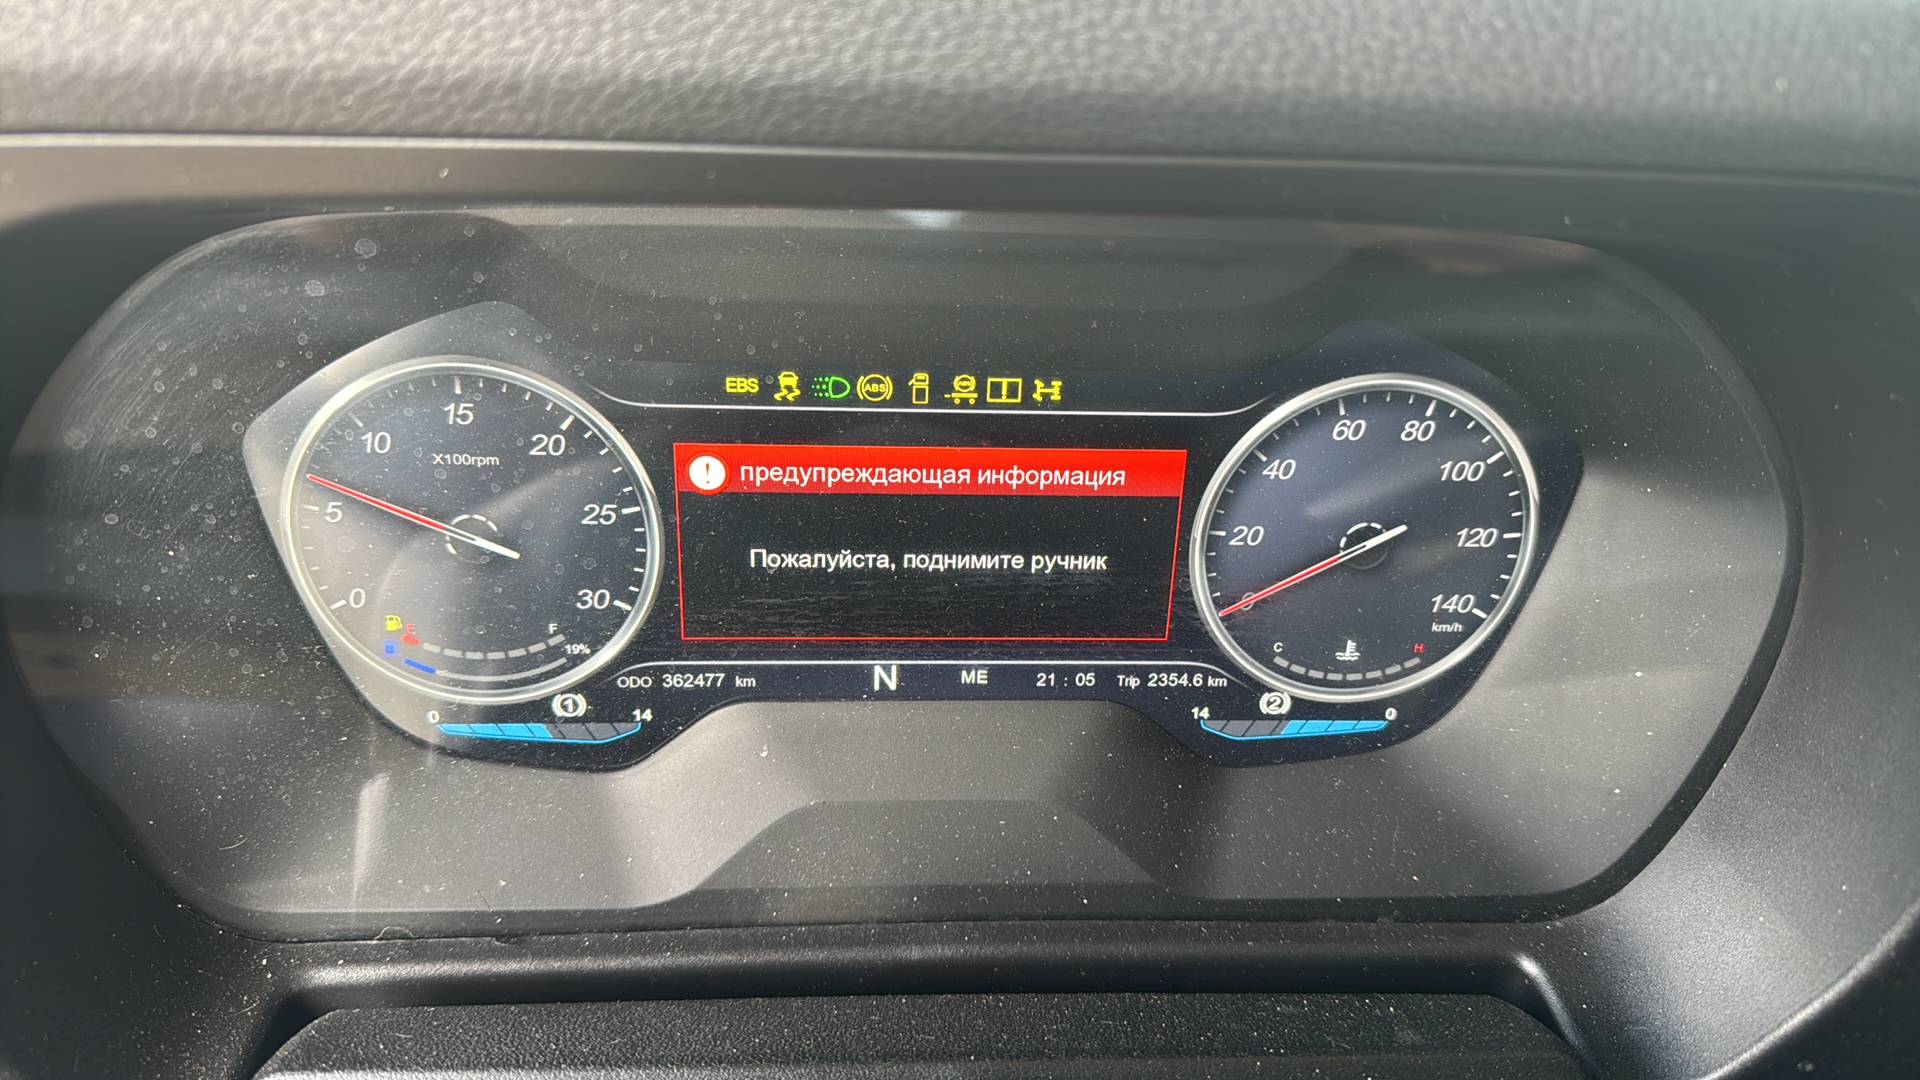 EBS
ABS
ABS
предупреждающая информация
Пожалуйста, поднимите ручник
X100rpm
0
5
10
15
20
25
30
E
F
19%
0
20
40
60
80
100
120
140
km/h
C
H
ODO 362477 km
N
ME
21 : 05
Trip 2354.6 km
0
1
14
14
2
0